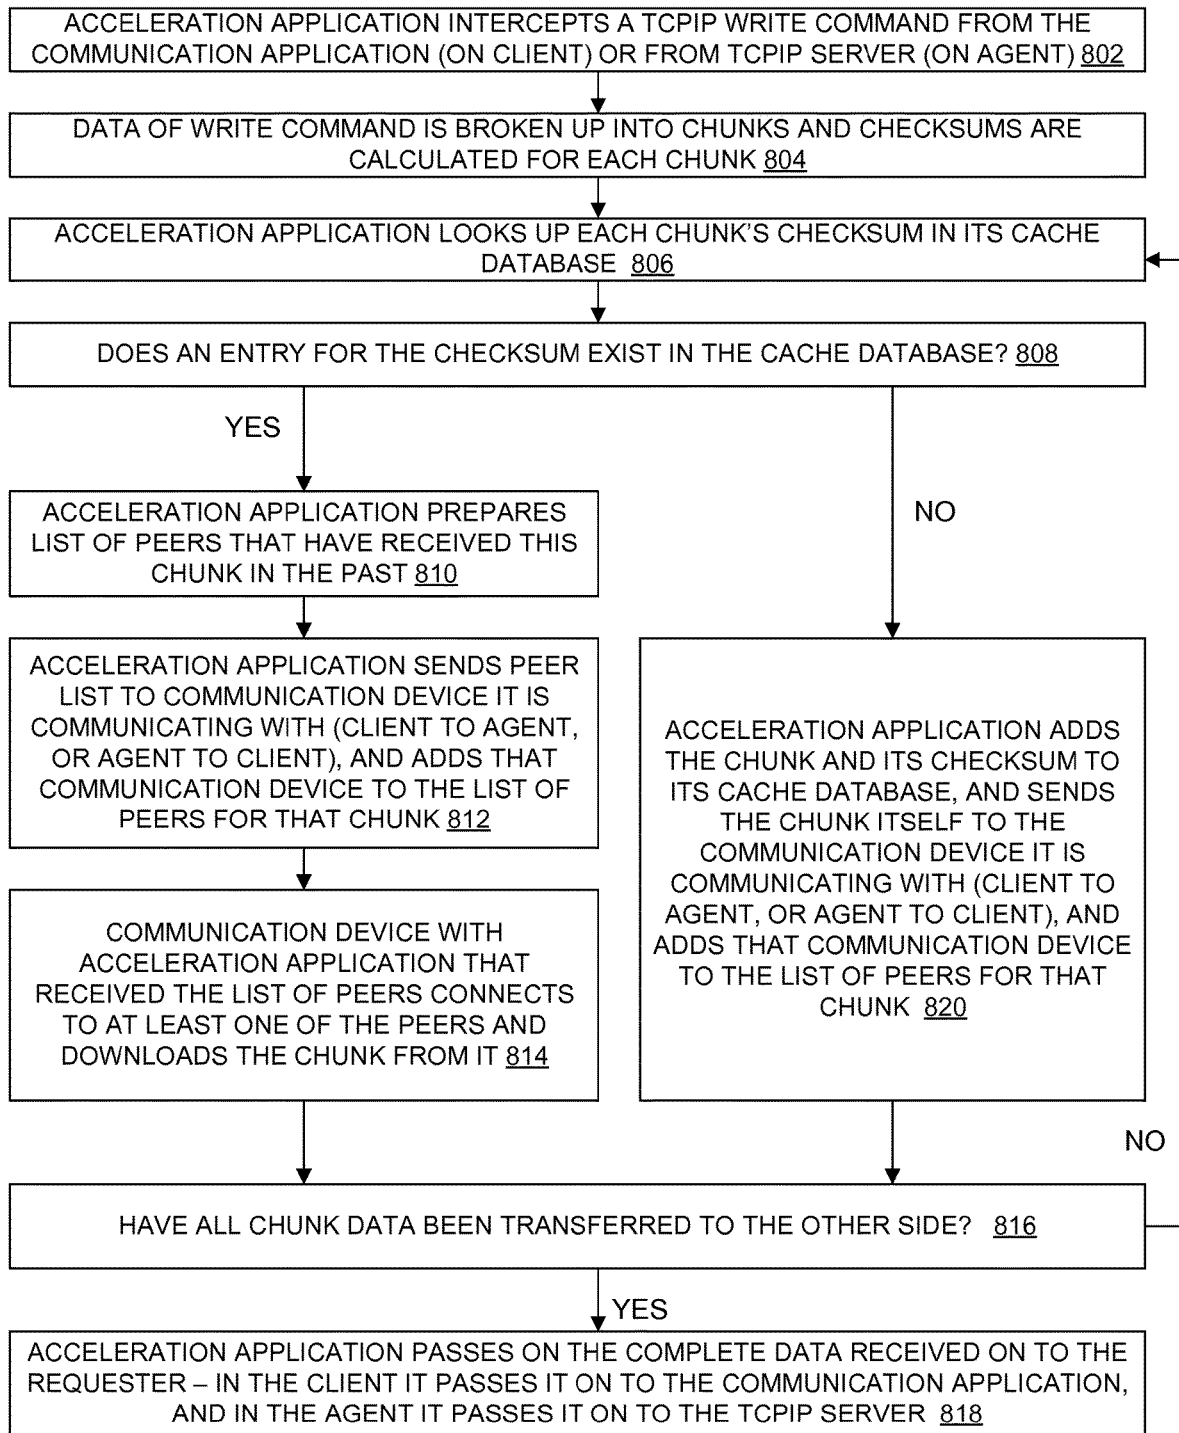 ACCELERATION APPLICATION INTERCEPTS A TCPIP WRITE COMMAND FROM THE
COMMUNICATION APPLICATION (ON CLIENT) OR FROM TCPIP SERVER (ON AGENT) 802
DATA OF WRITE COMMAND IS BROKEN UP INTO CHUNKS AND CHECKSUMS ARE
CALCULATED FOR EACH CHUNK 804
ACCELERATION APPLICATION LOOKS UP EACH CHUNK'S CHECKSUM IN ITS CACHE
DATABASE 806
DOES AN ENTRY FOR THE CHECKSUM EXIST IN THE CACHE DATABASE? 808
YES
NO
ACCELERATION APPLICATION PREPARES
LIST OF PEERS THAT HAVE RECEIVED THIS
CHUNK IN THE PAST 810
ACCELERATION APPLICATION SENDS PEER
LIST TO COMMUNICATION DEVICE IT IS
COMMUNICATING WITH (CLIENT TO AGENT,
OR AGENT TO CLIENT), AND ADDS THAT
COMMUNICATION DEVICE TO THE LIST OF
PEERS FOR THAT CHUNK 812
COMMUNICATION DEVICE WITH
ACCELERATION APPLICATION THAT
RECEIVED THE LIST OF PEERS CONNECTS
TO AT LEAST ONE OF THE PEERS AND
DOWNLOADS THE CHUNK FROM IT 814
ACCELERATION APPLICATION ADDS
THE CHUNK AND ITS CHECKSUM TO
ITS CACHE DATABASE, AND SENDS
THE CHUNK ITSELF TO THE
COMMUNICATION DEVICE IT IS
COMMUNICATING WITH (CLIENT TO
AGENT, OR AGENT TO CLIENT), AND
ADDS THAT COMMUNICATION DEVICE
TO THE LIST OF PEERS FOR THAT
CHUNK 820
NO
HAVE ALL CHUNK DATA BEEN TRANSFERRED TO THE OTHER SIDE? 816
YES
ACCELERATION APPLICATION PASSES ON THE COMPLETE DATA RECEIVED ON TO THE
REQUESTER – IN THE CLIENT IT PASSES IT ON TO THE COMMUNICATION APPLICATION,
AND IN THE AGENT IT PASSES IT ON TO THE TCPIP SERVER 818